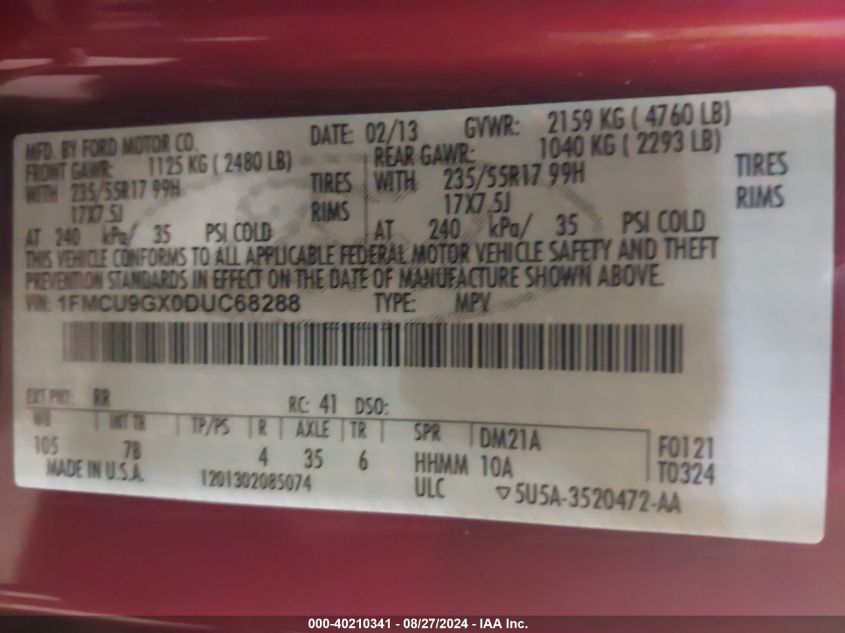 MFD. BY FORD MOTOR CO. DATE: 02/13 GVWR: 2159 KG ( 4760 LB)
FRONT GAWR: 1125 KG ( 2480 LB) REAR GAWR: 1040 KG ( 2293 LB)
WITH 235/55R17 99H TIRES WITH 235/55R17 99H TIRES
17X7.5J RIMS 17X7.5J RIMS
AT 240 kPa/ 35 PSI COLD AT 240 kPa/ 35 PSI COLD
THIS VEHICLE CONFORMS TO ALL APPLICABLE FEDERAL MOTOR VEHICLE SAFETY AND THEFT
PREVENTION STANDARDS IN EFFECT ON THE DATE OF MANUFACTURE SHOWN ABOVE.
VIN: 1FMCU9GX0DUC68288 TYPE: MPV
EXT PNT: RR RC: 41 DSO:
WB INT TR TP/PS R AXLE TR SPR DM21A F0121
105 7B 4 35 6 HHMM 10A T0324
MADE IN U.S.A. 1201302085074 ULC ▽5U5A-3520472-AA
000-40210341 - 08/27/2024 - IAA Inc.